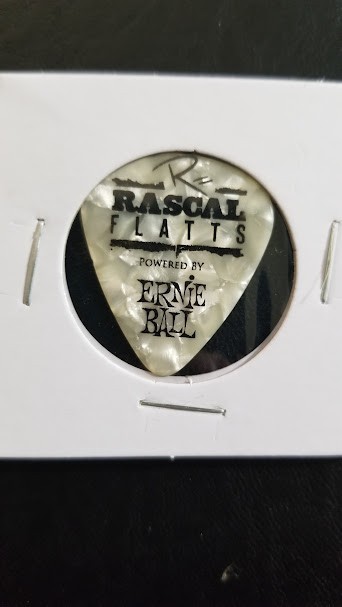 RASCAL
FLATTS
POWERED BY
ERNiE
BALL